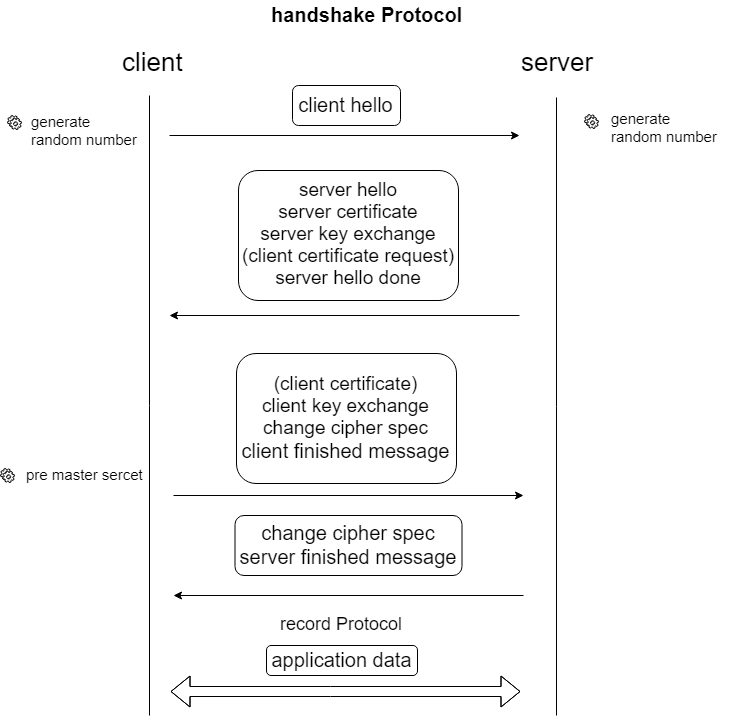 handshake Protocol
client
server
client hello
generate
random number
generate
random number
server hello
server certificate
server key exchange
(client certificate request)
server hello done
(client certificate)
client key exchange
change cipher spec
client finished message
pre master sercet
change cipher spec
server finished message
record Protocol
application data